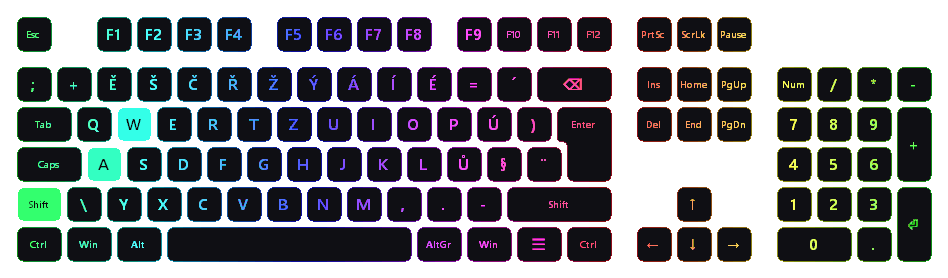 Esc F1 F2 F3 F4 F5 F6 F7 F8 F9 F10 F11 F12 PrtSc ScrLk Pause
; + Ě Š Č Ř Ž Ý Á Í É = ´ ⌫ Ins Home PgUp Num / * -
Tab Q W E R T Z U I O P Ú ) Enter Del End PgDn 7 8 9 +
Caps A S D F G H J K L Ů § ¨ 4 5 6
Shift \ Y X C V B N M , . - Shift ↑ 1 2 3 ⏎
Ctrl Win Alt AltGr Win ☰ Ctrl ← ↓ → 0 .